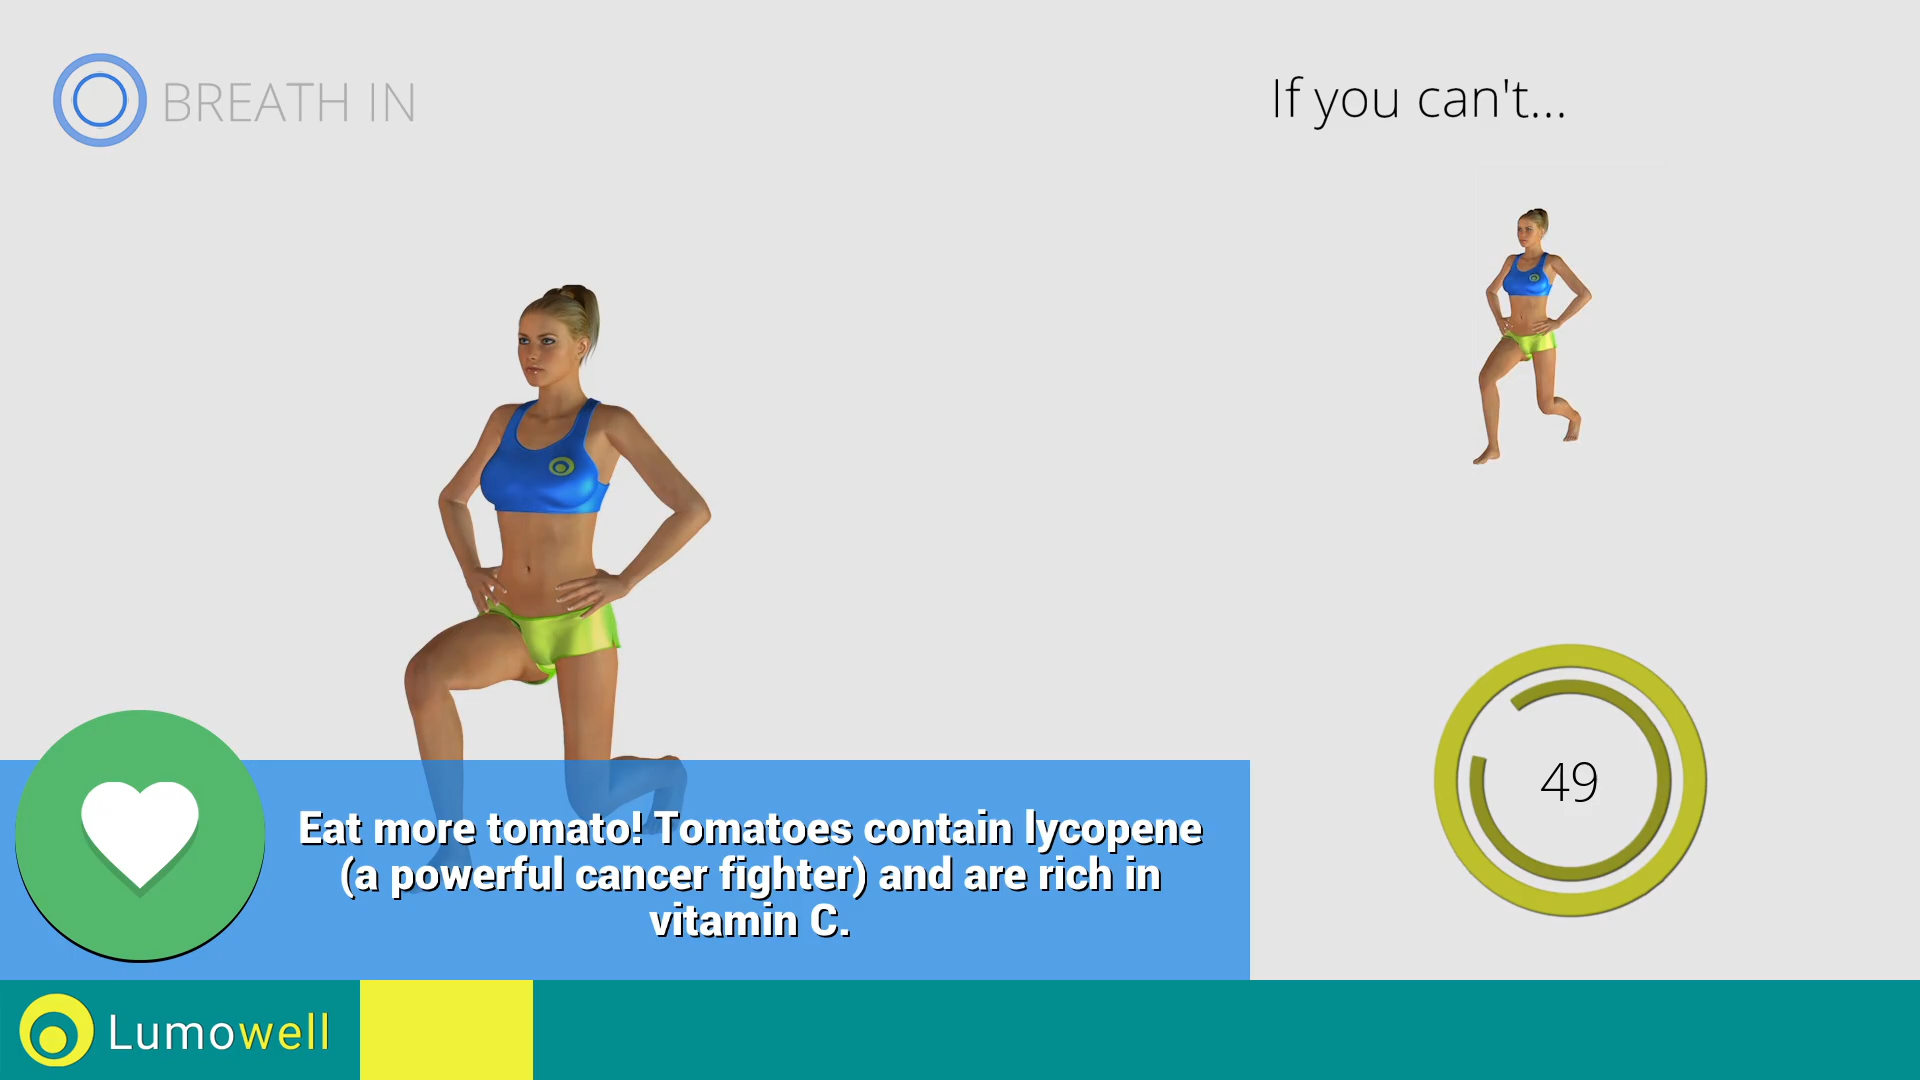 BREATH IN
If you can't...
49
Eat more tomato! Tomatoes contain lycopene
(a powerful cancer fighter) and are rich in
vitamin C.
Lumowell